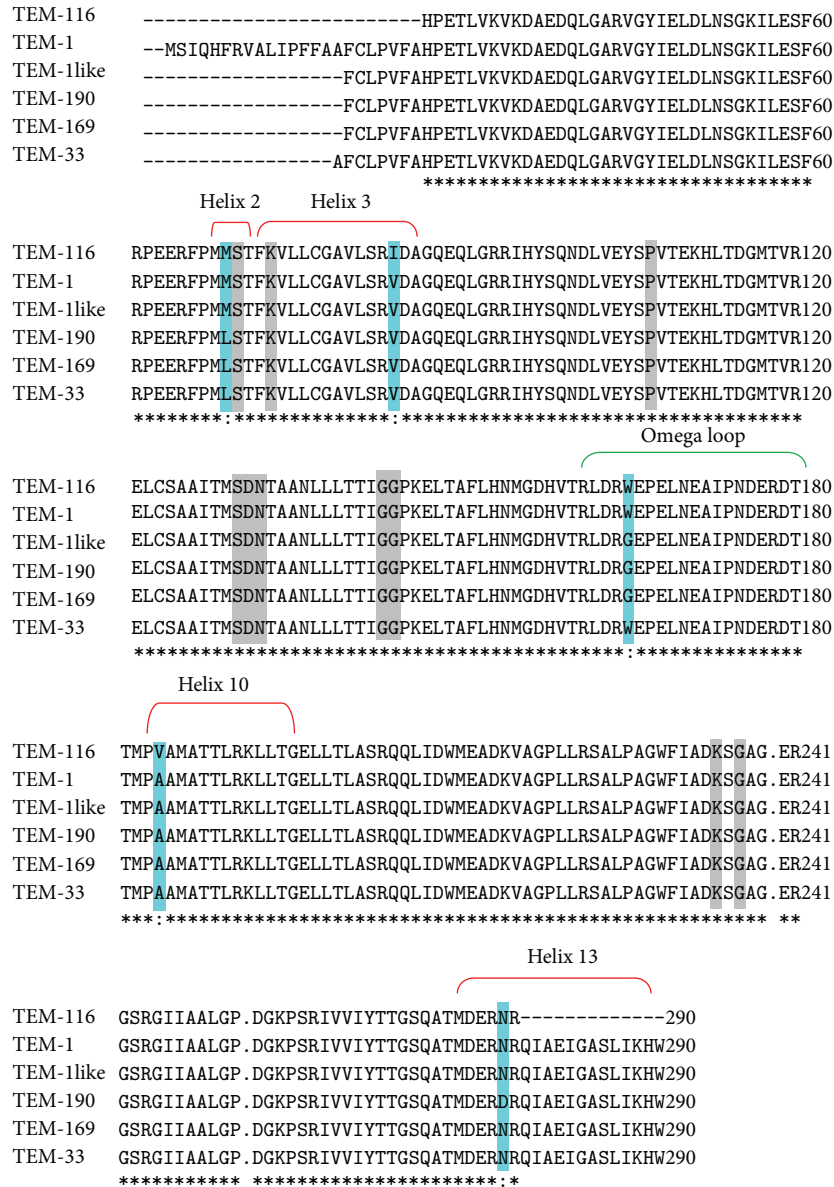 TEM-116 --------------------------HPETLVKVKDAEDQLGARVGYIELDLNSGKILESF60
TEM-1 --MSIQHFRVALIPFFAAFCLPVFAHPETLVKVKDAEDQLGARVGYIELDLNSGKILESF60
TEM-1like -------------------FCLPVFAHPETLVKVKDAEDQLGARVGYIELDLNSGKILESF60
TEM-190 -------------------FCLPVFAHPETLVKVKDAEDQLGARVGYIELDLNSGKILESF60
TEM-169 -------------------FCLPVFAHPETLVKVKDAEDQLGARVGYIELDLNSGKILESF60
TEM-33 ------------------AFCLPVFAHPETLVKVKDAEDQLGARVGYIELDLNSGKILESF60
***********************************
Helix 2 Helix 3
TEM-116 RPEERFPMMSTFKVLLCGAVLSRIDAGQEQLGRRIHYSQNDLVEYSPVTEKHLTDGMTVR120
TEM-1 RPEERFPMMSTFKVLLCGAVLSRVDAGQEQLGRRIHYSQNDLVEYSPVTEKHLTDGMTVR120
TEM-1like RPEERFPMMSTFKVLLCGAVLSRVDAGQEQLGRRIHYSQNDLVEYSPVTEKHLTDGMTVR120
TEM-190 RPEERFPMLSTFKVLLCGAVLSRVDAGQEQLGRRIHYSQNDLVEYSPVTEKHLTDGMTVR120
TEM-169 RPEERFPMLSTFKVLLCGAVLSRVDAGQEQLGRRIHYSQNDLVEYSPVTEKHLTDGMTVR120
TEM-33 RPEERFPMLSTFKVLLCGAVLSRVDAGQEQLGRRIHYSQNDLVEYSPVTEKHLTDGMTVR120
********:**************:************************************
Omega loop
TEM-116 ELCSAAITMSDNTAANLLLTTIGGPKELTAFLHNMGDHVTRLDRWEPELNEAIPNDERDT180
TEM-1 ELCSAAITMSDNTAANLLLTTIGGPKELTAFLHNMGDHVTRLDRWEPELNEAIPNDERDT180
TEM-1like ELCSAAITMSDNTAANLLLTTIGGPKELTAFLHNMGDHVTRLDRGEPELNEAIPNDERDT180
TEM-190 ELCSAAITMSDNTAANLLLTTIGGPKELTAFLHNMGDHVTRLDRGEPELNEAIPNDERDT180
TEM-169 ELCSAAITMSDNTAANLLLTTIGGPKELTAFLHNMGDHVTRLDRGEPELNEAIPNDERDT180
TEM-33 ELCSAAITMSDNTAANLLLTTIGGPKELTAFLHNMGDHVTRLDRWEPELNEAIPNDERDT180
********************************************:***************
Helix 10
TEM-116 TMPVAMATTLRKLLTGELLTLASRQQLIDWMEADKVAGPLLRSALPAGWFIADKSGAG.ER241
TEM-1 TMPAAMATTLRKLLTGELLTLASRQQLIDWMEADKVAGPLLRSALPAGWFIADKSGAG.ER241
TEM-1like TMPAAMATTLRKLLTGELLTLASRQQLIDWMEADKVAGPLLRSALPAGWFIADKSGAG.ER241
TEM-190 TMPAAMATTLRKLLTGELLTLASRQQLIDWMEADKVAGPLLRSALPAGWFIADKSGAG.ER241
TEM-169 TMPAAMATTLRKLLTGELLTLASRQQLIDWMEADKVAGPLLRSALPAGWFIADKSGAG.ER241
TEM-33 TMPAAMATTLRKLLTGELLTLASRQQLIDWMEADKVAGPLLRSALPAGWFIADKSGAG.ER241
***:****************************************************** **
Helix 13
TEM-116 GSRGIIAALGP.DGKPSRIVVIYTTGSQATMDERNR-------------290
TEM-1 GSRGIIAALGP.DGKPSRIVVIYTTGSQATMDERNRQIAEIGASLIKHW290
TEM-1like GSRGIIAALGP.DGKPSRIVVIYTTGSQATMDERNRQIAEIGASLIKHW290
TEM-190 GSRGIIAALGP.DGKPSRIVVIYTTGSQATMDERDRQIAEIGASLIKHW290
TEM-169 GSRGIIAALGP.DGKPSRIVVIYTTGSQATMDERNRQIAEIGASLIKHW290
TEM-33 GSRGIIAALGP.DGKPSRIVVIYTTGSQATMDERNRQIAEIGASLIKHW290
*********** **********************:*